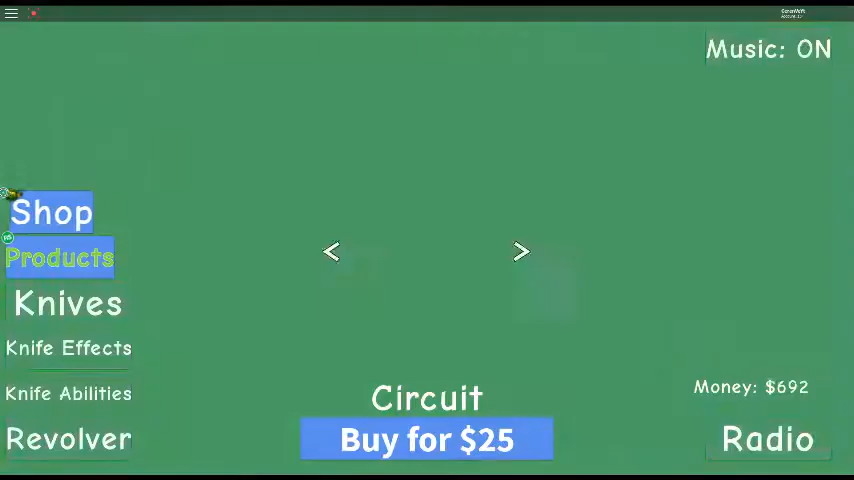 Music: ON
Shop
Products
Knives
Knife Effects
Knife Abilities
Revolver
<
>
Circuit
Buy for $25
Money: $692
Radio